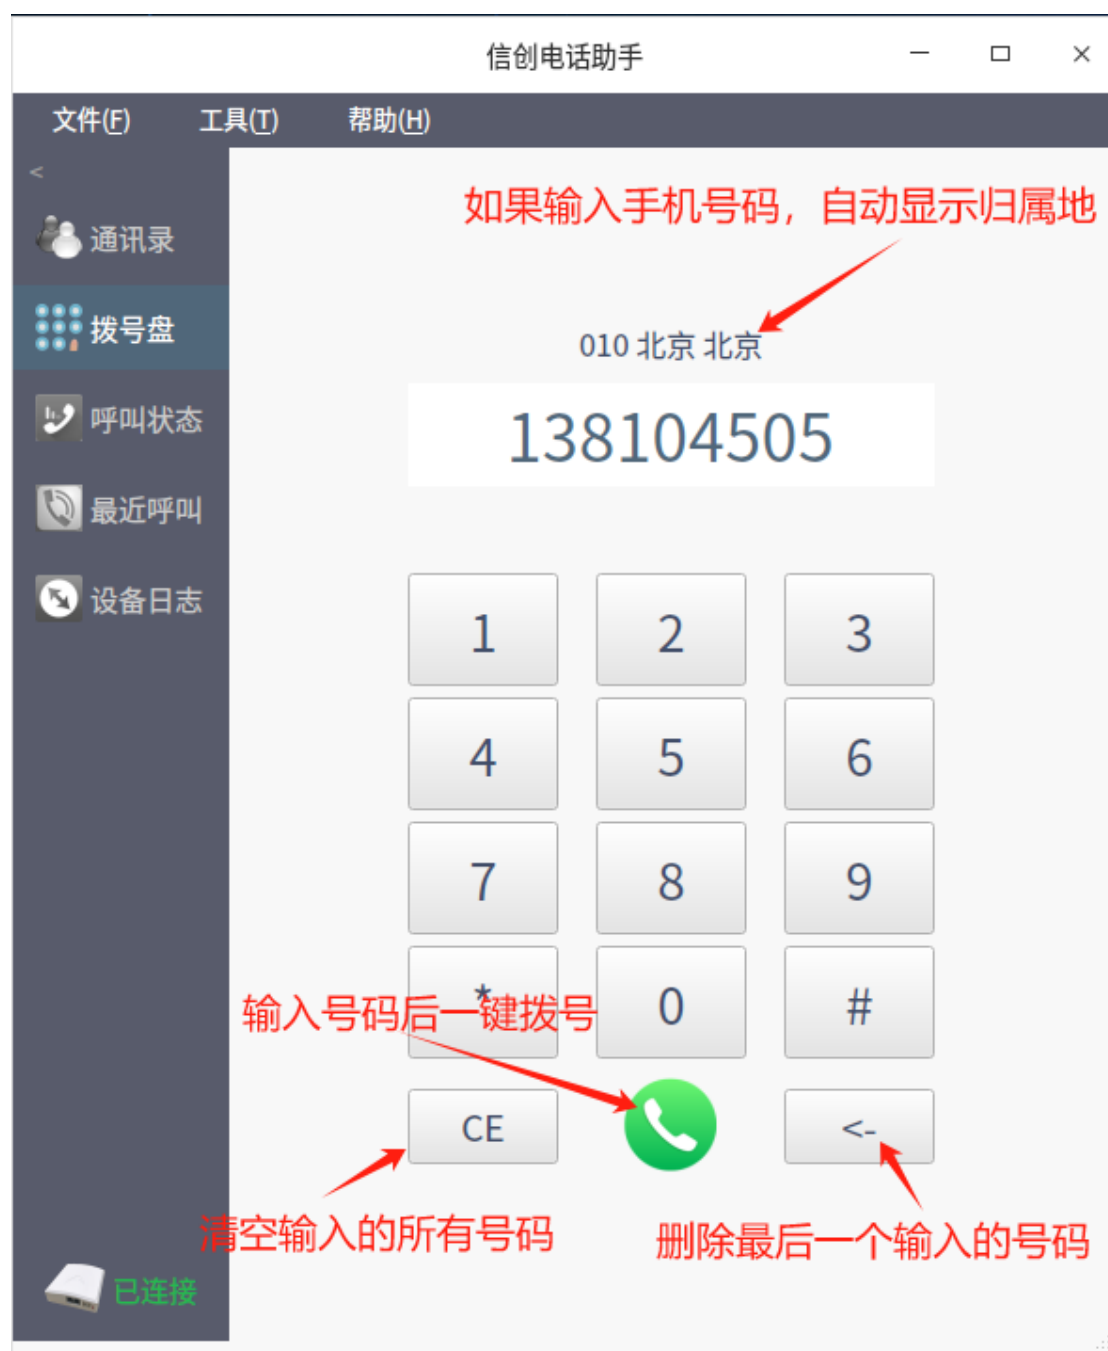 信创电话助手
文件(F) 工具(T) 帮助(H)
<
通讯录
拨号盘
呼叫状态
最近呼叫
设备日志
已连接
如果输入手机号码，自动显示归属地
010 北京 北京
138104505
1 2 3
4 5 6
7 8 9
* 0 #
输入号码后一键拨号
CE <-
清空输入的所有号码
删除最后一个输入的号码